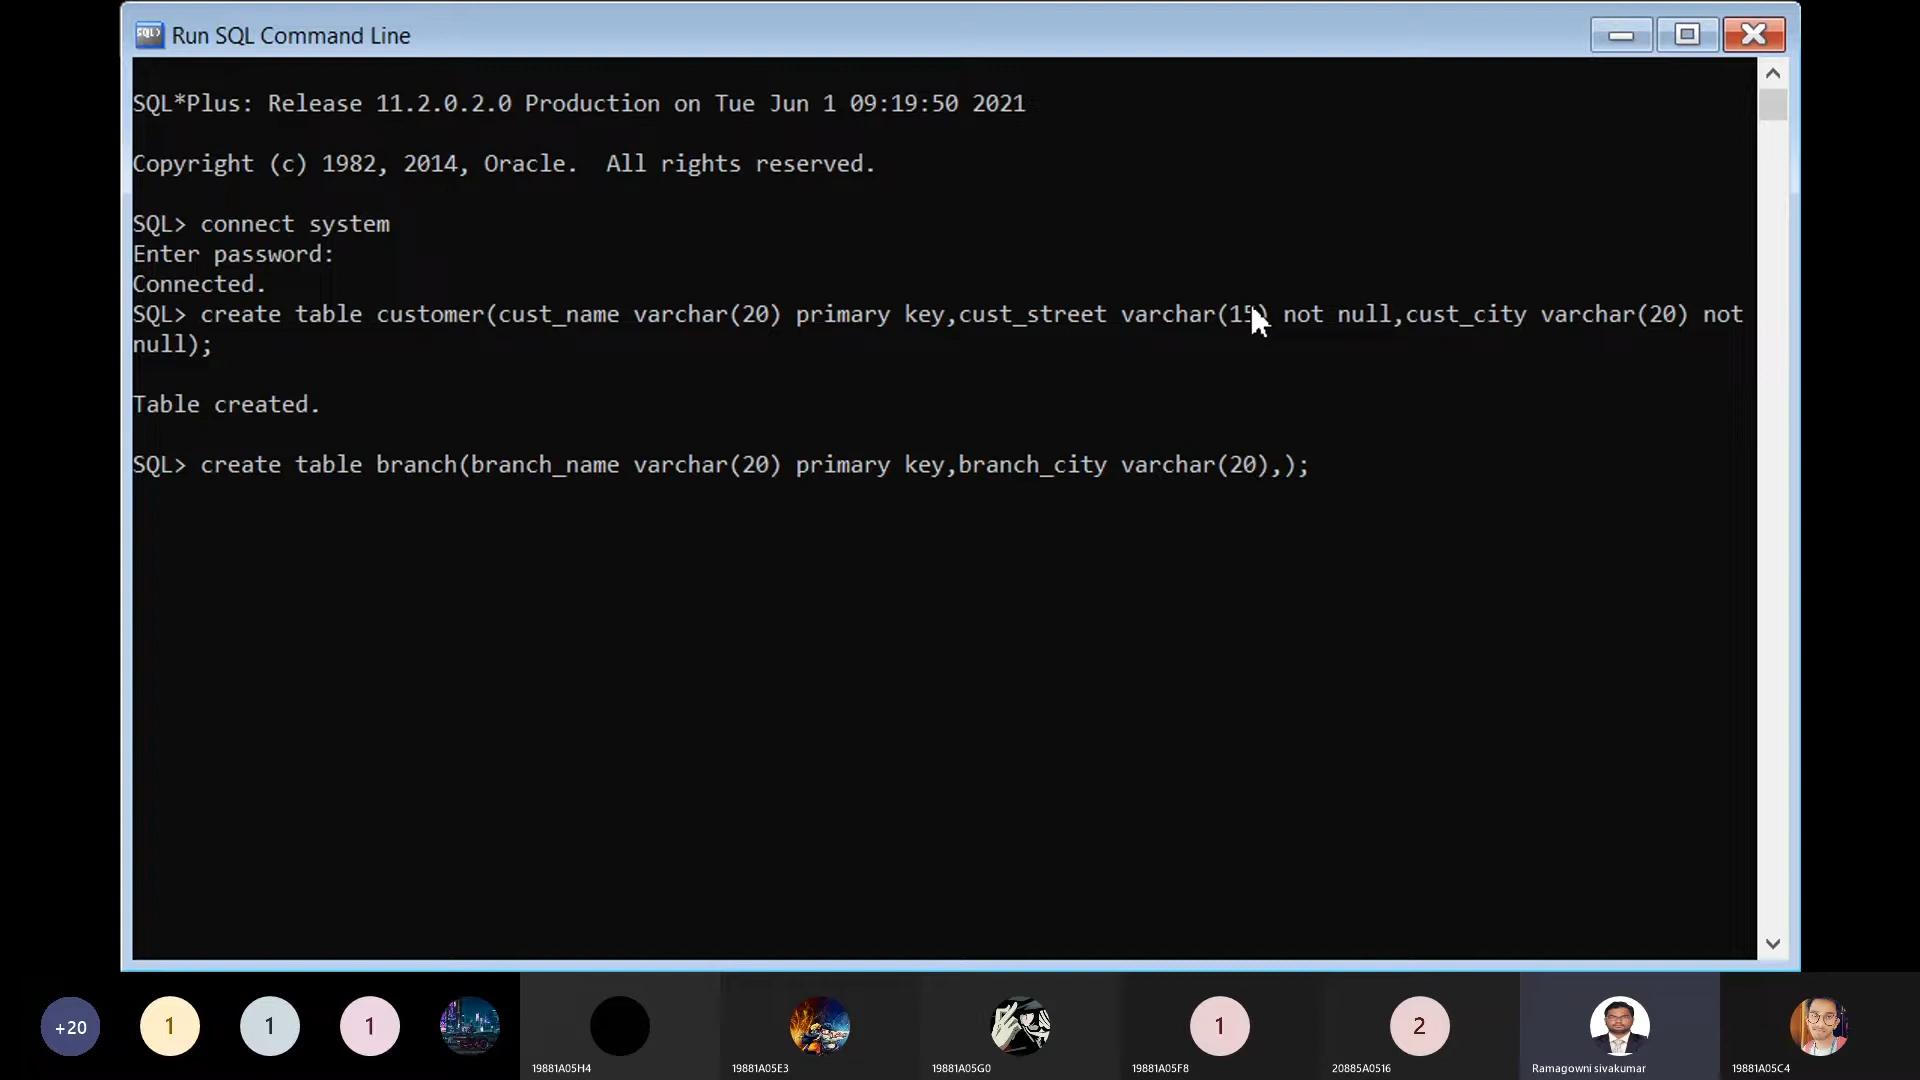 Run SQL Command Line
SQL*Plus: Release 11.2.0.2.0 Production on Tue Jun 1 09:19:50 2021
Copyright (c) 1982, 2014, Oracle.  All rights reserved.
SQL> connect system
Enter password:
Connected.
SQL> create table customer(cust_name varchar(20) primary key,cust_street varchar(15) not null,cust_city varchar(20) not
null);
Table created.
SQL> create table branch(branch_name varchar(20) primary key,branch_city varchar(20),);
+20
1
1
1
1
2
19881A05H4
19881A05E3
19881A05G0
19881A05F8
20885A0516
Ramagowni sivakumar
19881A05C4